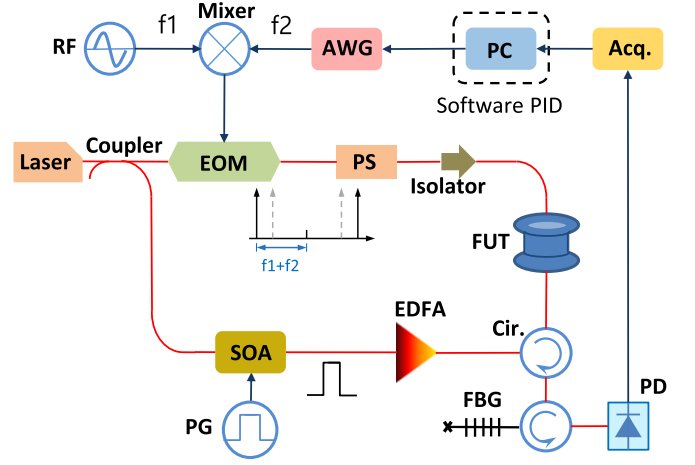 Mixer
RF
f1
f2
AWG
PC
Acq.
Software PID
Laser
Coupler
EOM
PS
Isolator
FUT
f1+f2
EDFA
Cir.
SOA
PG
FBG
PD